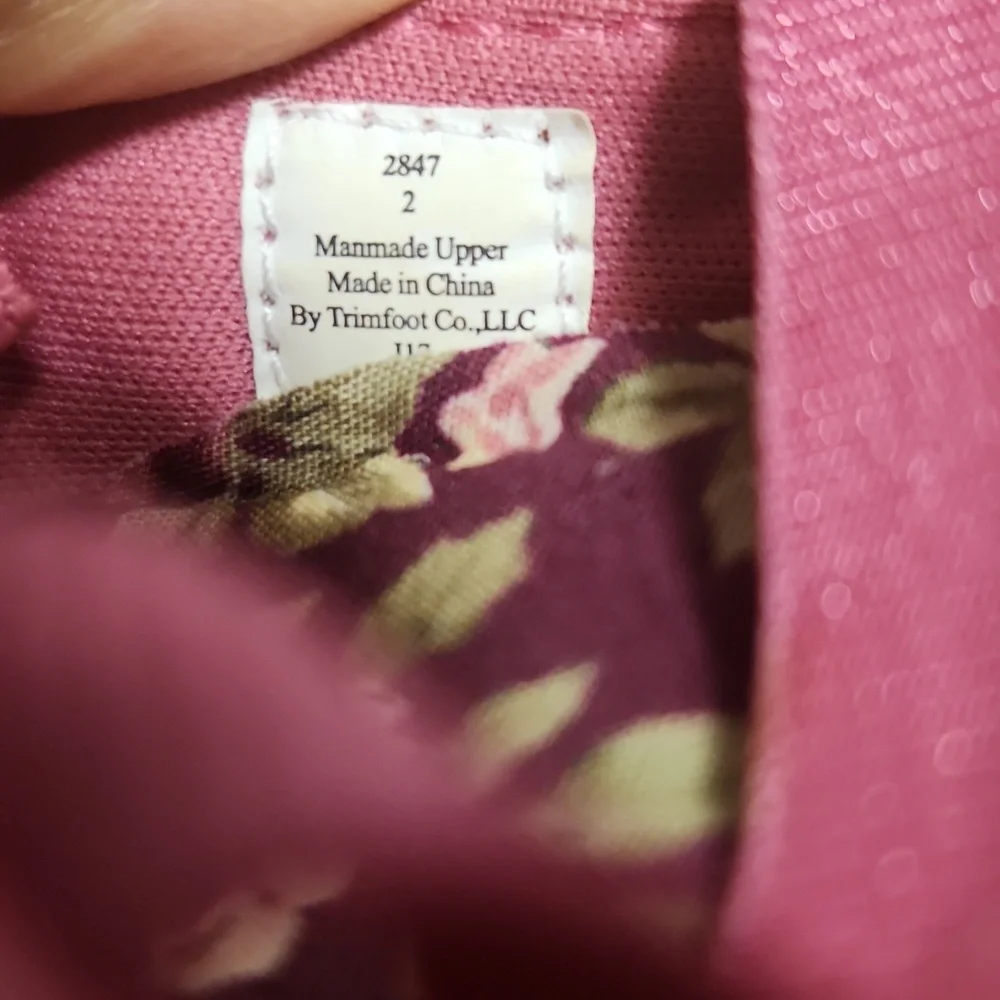 2847
2
Manmade Upper
Made in China
By Trimfoot Co.,LLC